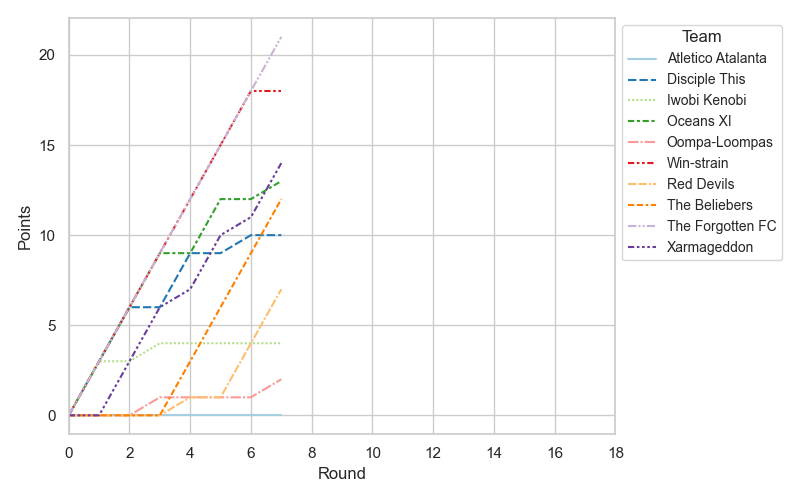 20
15
10
5
0
Points
0 2 4 6 8 10 12 14 16 18
Round
Team
Atletico Atalanta
Disciple This
Iwobi Kenobi
Oceans XI
Oompa-Loompas
Win-strain
Red Devils
The Beliebers
The Forgotten FC
Xarmageddon